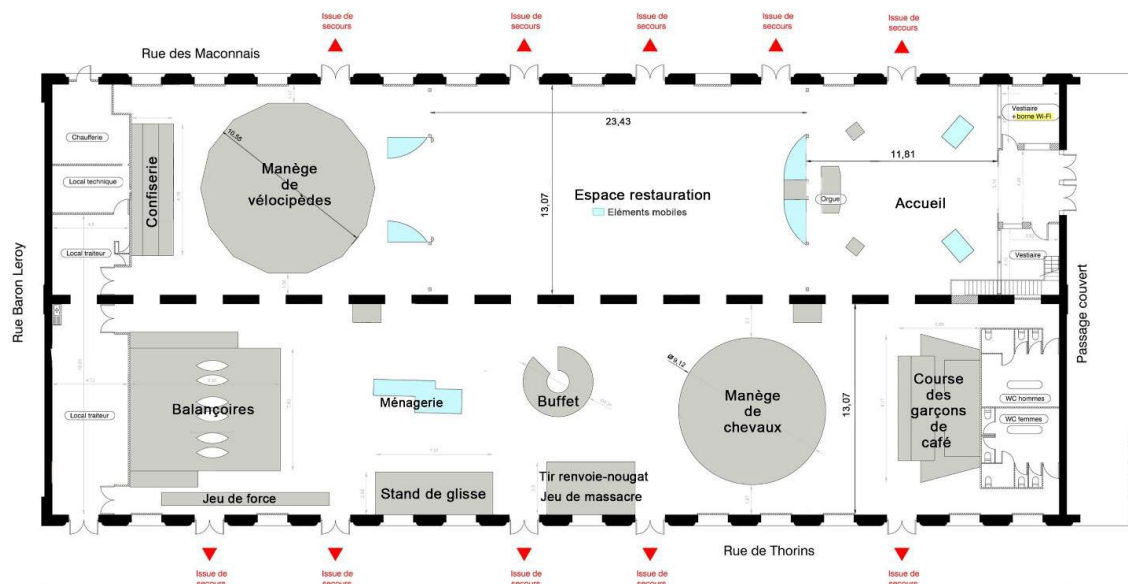 Issue de
secours
Issue de
secours
Issue de
secours
Issue de
secours
Issue de
secours
Rue des Maconnais
Chaufferie
Local technique
Local traiteur
Confiserie
10,55
Manège
de
vélocipèdes
23,43
13,07
Espace restauration
Eléments mobiles
Orgue
11,81
Accueil
Vestiaire
+borne Wi-Fi
Vestiaire
Rue Baron Leroy
Passage couvert
Local traiteur
Balançoires
Jeu de force
Ménagerie
Stand de glisse
Buffet
Tir renvoie-nougat
Jeu de massacre
Ø 9,12
Manège
de
chevaux
13,07
Course
des
garçons
de
café
WC hommes
WC femmes
Rue de Thorins
Issue de
secours
Issue de
secours
Issue de
secours
Issue de
secours
Issue de
secours